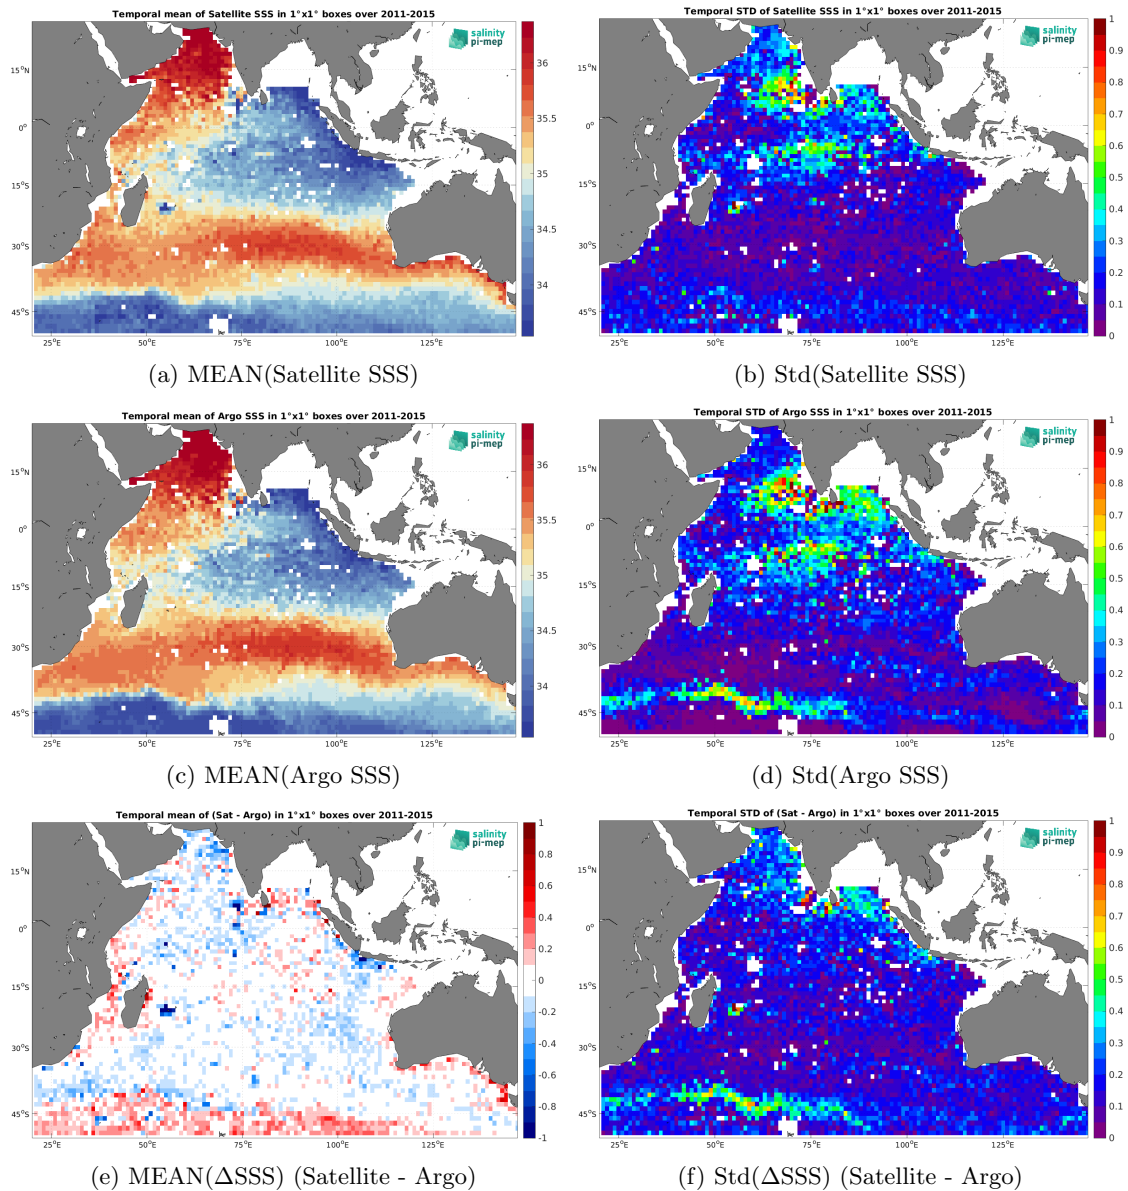 Temporal mean of Satellite SSS in 1°x1° boxes over 2011-2015
salinity
pi-mep
15°N
0°
15°S
30°S
45°S
25°E
50°E
75°E
100°E
125°E
36
35.5
35
34.5
34
(a) MEAN(Satellite SSS)
Temporal STD of Satellite SSS in 1°x1° boxes over 2011-2015
salinity
pi-mep
15°N
0°
15°S
30°S
45°S
25°E
50°E
75°E
100°E
125°E
1
0.9
0.8
0.7
0.6
0.5
0.4
0.3
0.2
0.1
0
(b) Std(Satellite SSS)
Temporal mean of Argo SSS in 1°x1° boxes over 2011-2015
salinity
pi-mep
15°N
0°
15°S
30°S
45°S
25°E
50°E
75°E
100°E
125°E
36
35.5
35
34.5
34
(c) MEAN(Argo SSS)
Temporal STD of Argo SSS in 1°x1° boxes over 2011-2015
salinity
pi-mep
15°N
0°
15°S
30°S
45°S
25°E
50°E
75°E
100°E
125°E
1
0.9
0.8
0.7
0.6
0.5
0.4
0.3
0.2
0.1
0
(d) Std(Argo SSS)
Temporal mean of (Sat - Argo) in 1°x1° boxes over 2011-2015
salinity
pi-mep
15°N
0°
15°S
30°S
45°S
25°E
50°E
75°E
100°E
125°E
1
0.8
0.6
0.4
0.2
0
-0.2
-0.4
-0.6
-0.8
-1
(e) MEAN(ΔSSS) (Satellite - Argo)
Temporal STD of (Sat - Argo) in 1°x1° boxes over 2011-2015
salinity
pi-mep
15°N
0°
15°S
30°S
45°S
25°E
50°E
75°E
100°E
125°E
1
0.9
0.8
0.7
0.6
0.5
0.4
0.3
0.2
0.1
0
(f) Std(ΔSSS) (Satellite - Argo)